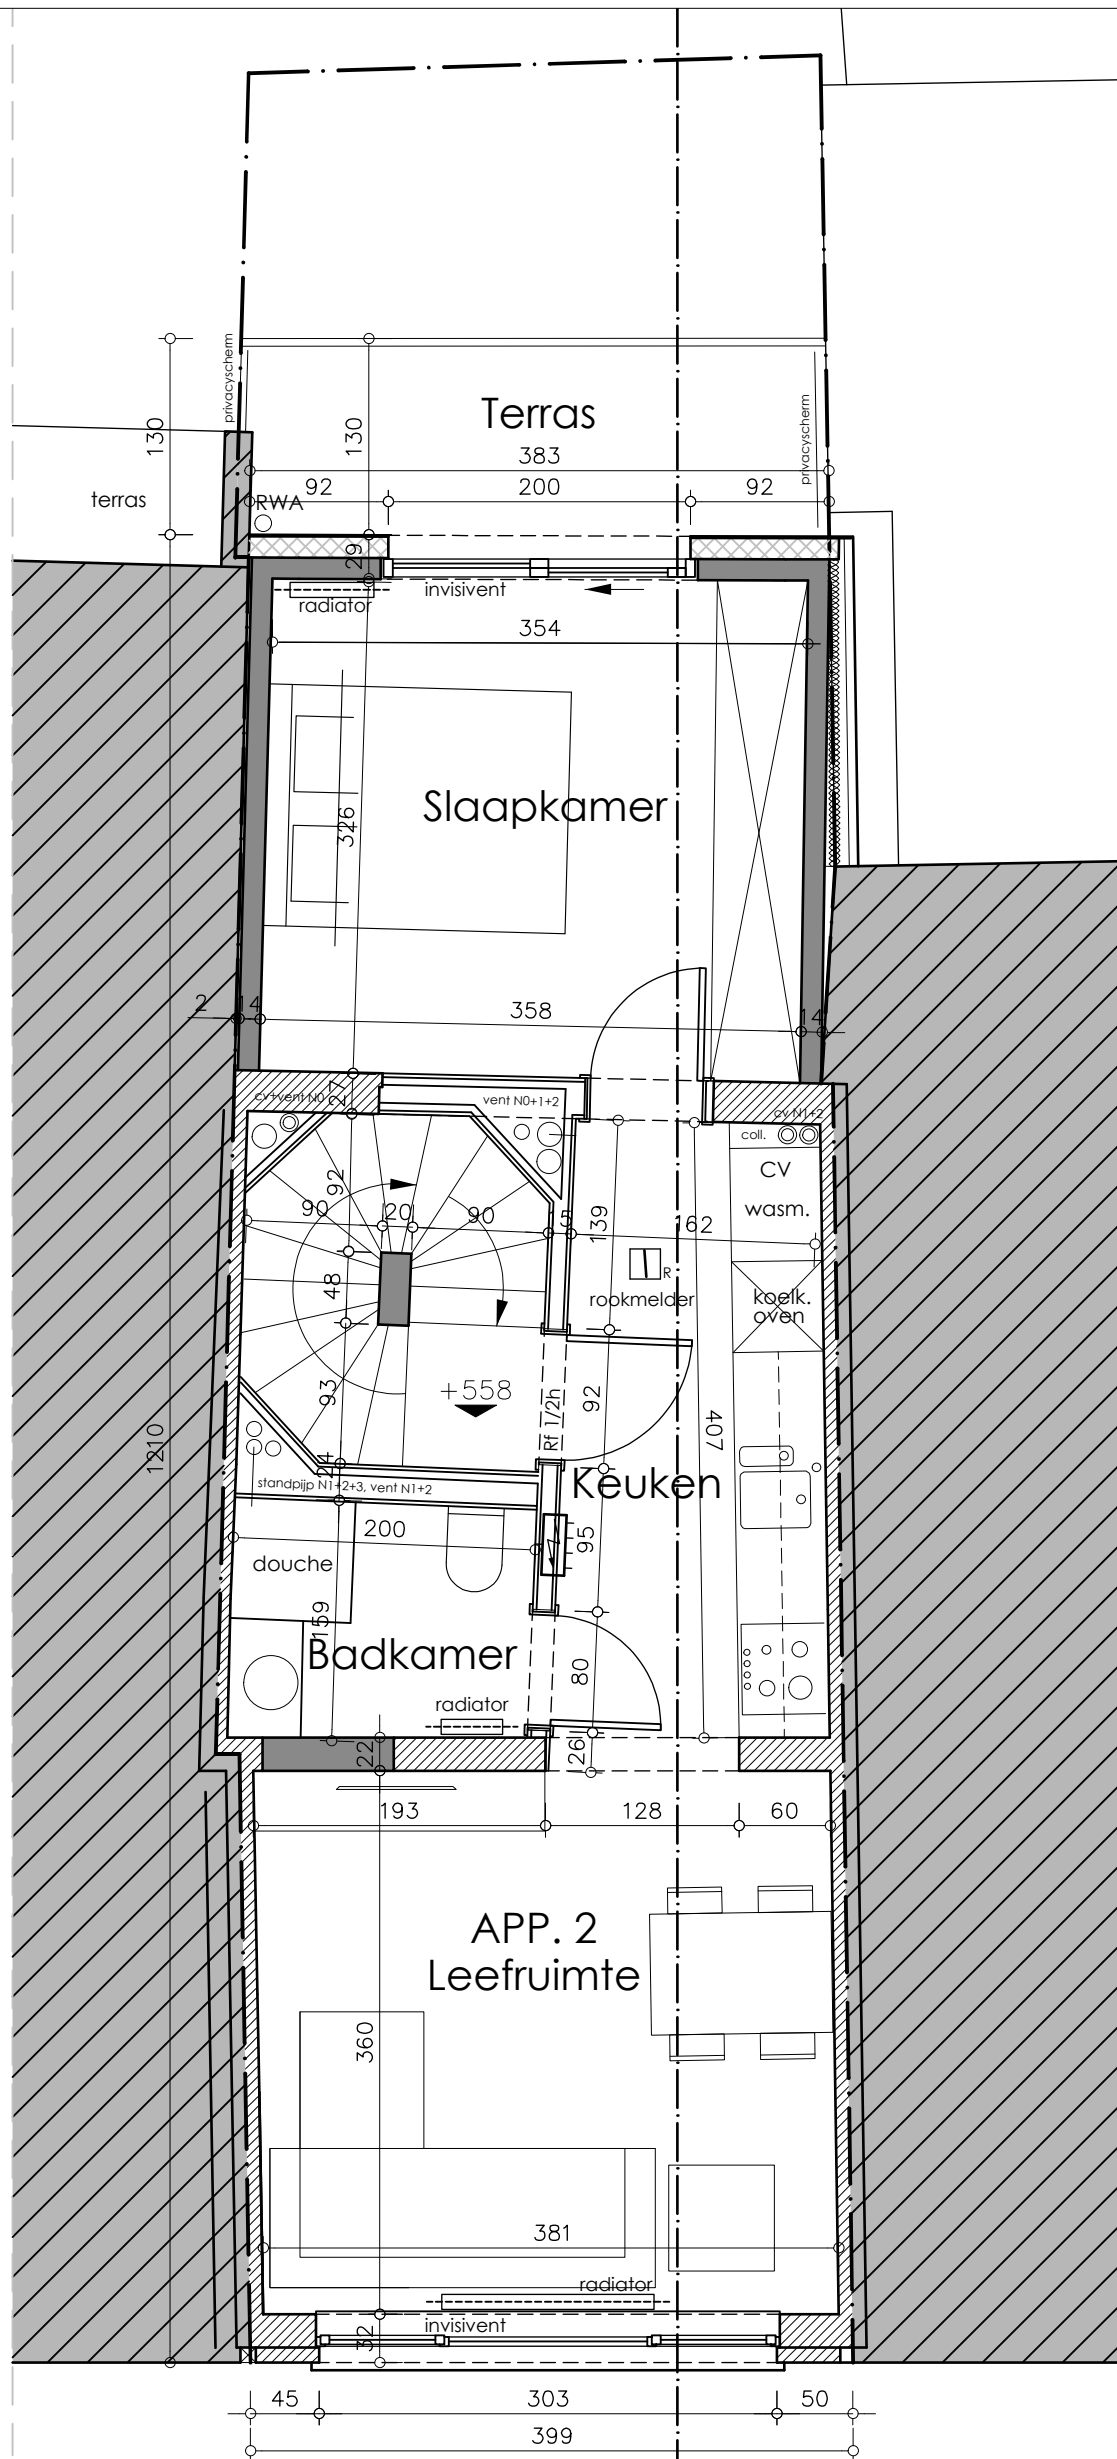 privacyscherm
Terras
privacyscherm
130
130
383
terras
92
200
92
RWA
29
radiator
invisivent
354
Slaapkamer
326
2
14
358
14
27
cv+vent N0
vent N0+1+2
cv N1+2
coll.
CV
wasm.
92
90
20
90
5
139
162
48
R
rookmelder
koelk.
oven
93
+558
Rf 1/2h
92
407
1210
24
Keuken
standpijp N1+2+3, vent N1+2
200
95
douche
159
Badkamer
80
radiator
22
26
193
128
60
APP. 2
Leefruimte
360
381
radiator
invisivent
32
45
303
50
399